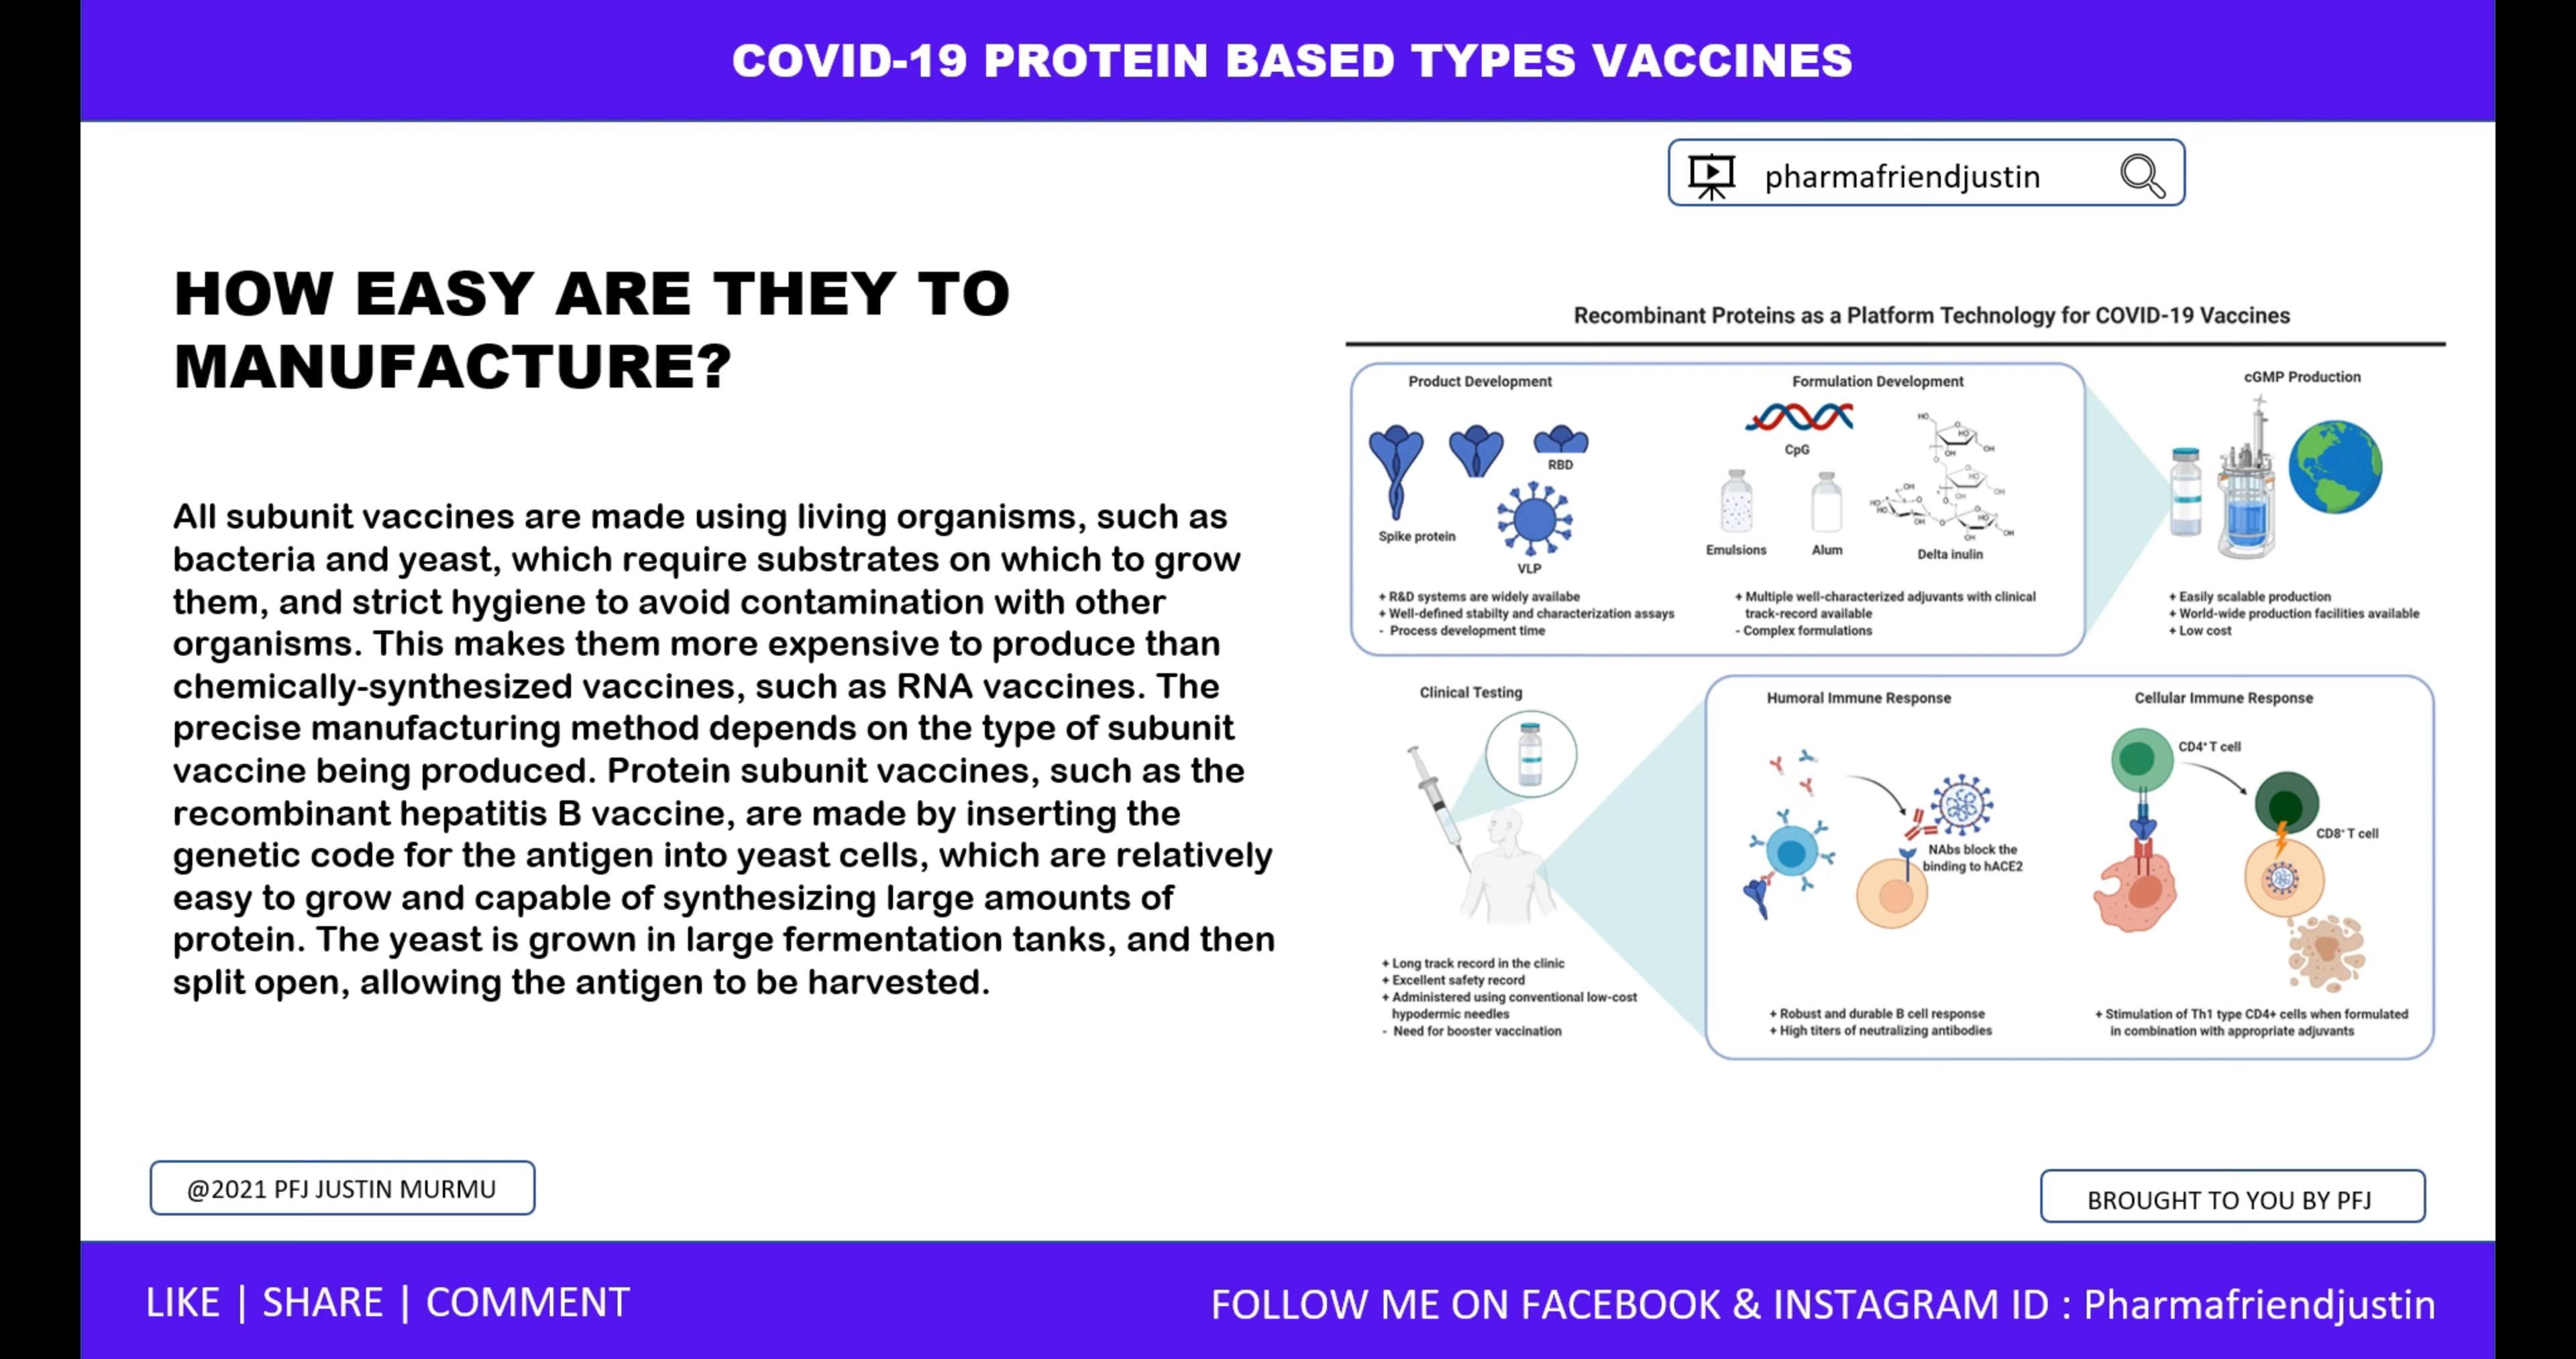 COVID-19 PROTEIN BASED TYPES VACCINES
pharmafriendjustin
HOW EASY ARE THEY TO
MANUFACTURE?
All subunit vaccines are made using living organisms, such as
bacteria and yeast, which require substrates on which to grow
them, and strict hygiene to avoid contamination with other
organisms. This makes them more expensive to produce than
chemically-synthesized vaccines, such as RNA vaccines. The
precise manufacturing method depends on the type of subunit
vaccine being produced. Protein subunit vaccines, such as the
recombinant hepatitis B vaccine, are made by inserting the
genetic code for the antigen into yeast cells, which are relatively
easy to grow and capable of synthesizing large amounts of
protein. The yeast is grown in large fermentation tanks, and then
split open, allowing the antigen to be harvested.
Recombinant Proteins as a Platform Technology for COVID-19 Vaccines
Product Development
RBD
Spike protein
VLP
+ R&D systems are widely availabe
+ Well-defined stabilty and characterization assays
- Process development time
Formulation Development
CpG
Emulsions
Alum
Delta inulin
+ Multiple well-characterized adjuvants with clinical
track-record available
- Complex formulations
cGMP Production
+ Easily scalable production
+ World-wide production facilities available
+ Low cost
Clinical Testing
+ Long track record in the clinic
+ Excellent safety record
+ Administered using conventional low-cost
hypodermic needles
- Need for booster vaccination
Humoral Immune Response
NAbs block the
binding to hACE2
+ Robust and durable B cell response
+ High titers of neutralizing antibodies
Cellular Immune Response
CD4+ T cell
CD8+ T cell
+ Stimulation of Th1 type CD4+ cells when formulated
in combination with appropriate adjuvants
@2021 PFJ JUSTIN MURMU
BROUGHT TO YOU BY PFJ
LIKE | SHARE | COMMENT
FOLLOW ME ON FACEBOOK & INSTAGRAM ID : Pharmafriendjustin